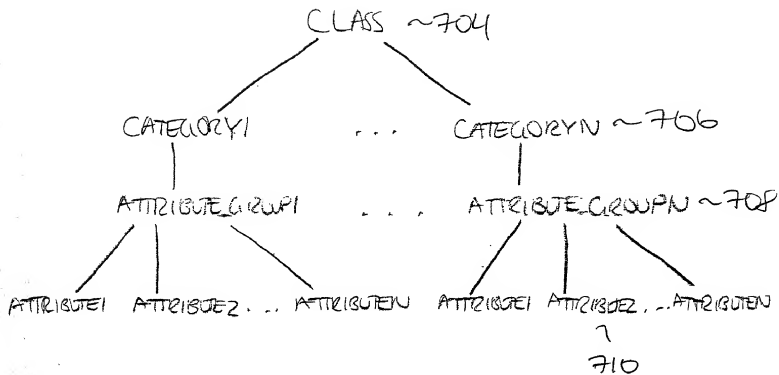 CLASS ~704
CATEGORY1 ... CATEGORYN ~706
ATTRIBUTE_GROUP1 ... ATTRIBUTE_GROUPN ~708
ATTRIBUTE1 ATTRIBUTE2 ... ATTRIBUTEN ATTRIBUTE1 ATTRIBUTE2 ... ATTRIBUTEN
710